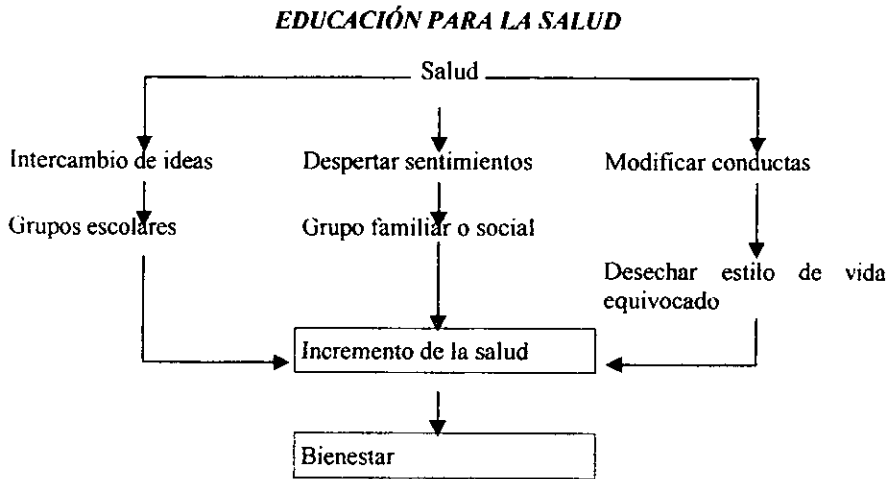 EDUCACIÓN PARA LA SALUD
Salud
Intercambio de ideas
Despertar sentimientos
Modificar conductas
Grupos escolares
Grupo familiar o social
Desechar estilo de vida
equivocado
Incremento de la salud
Bienestar